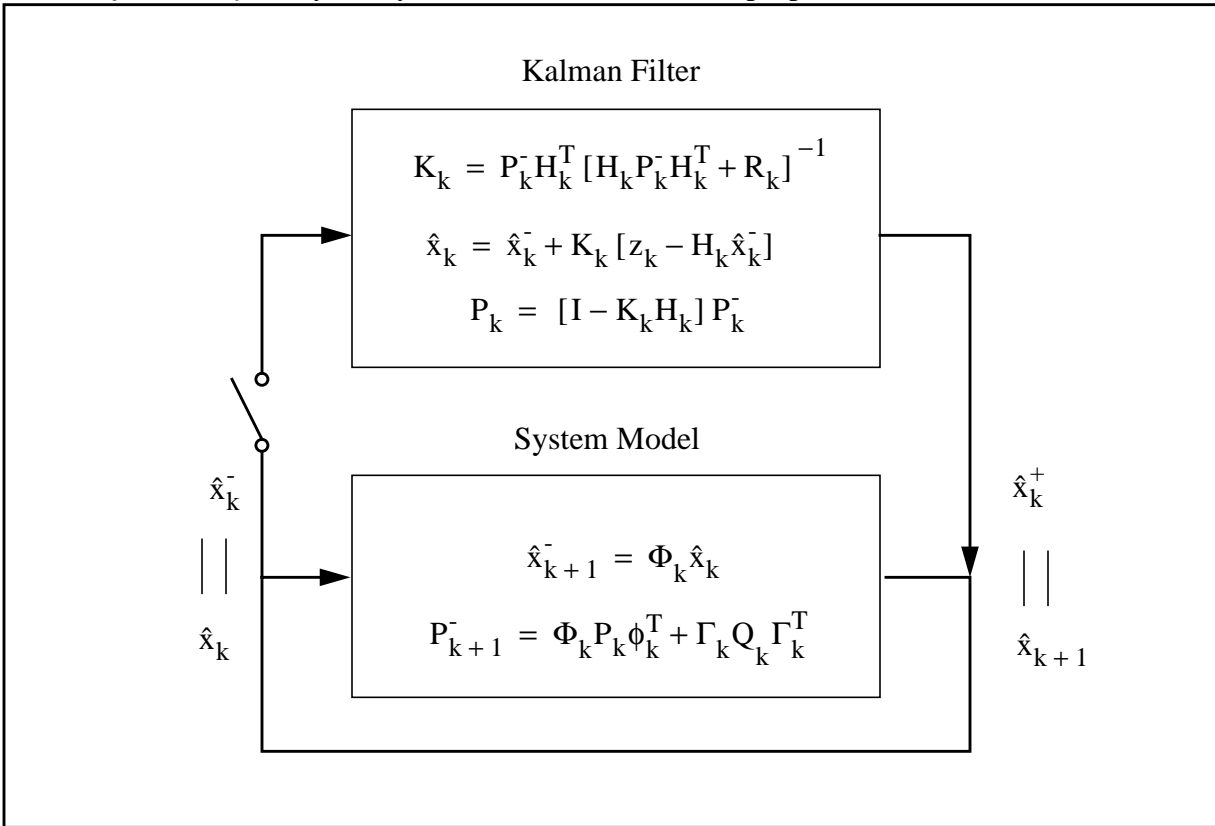 Kalman Filter
K_k = P_k^- H_k^T [H_k P_k^- H_k^T + R_k]^{-1}
x̂_k = x̂_k^- + K_k [z_k − H_k x̂_k^-]
P_k = [I − K_k H_k] P_k^-
System Model
x̂_k^-
x̂_k^+
x̂_{k+1}^- = Φ_k x̂_k
P_{k+1}^- = Φ_k P_k ϕ_k^T + Γ_k Q_k Γ_k^T
x̂_k
x̂_{k+1}